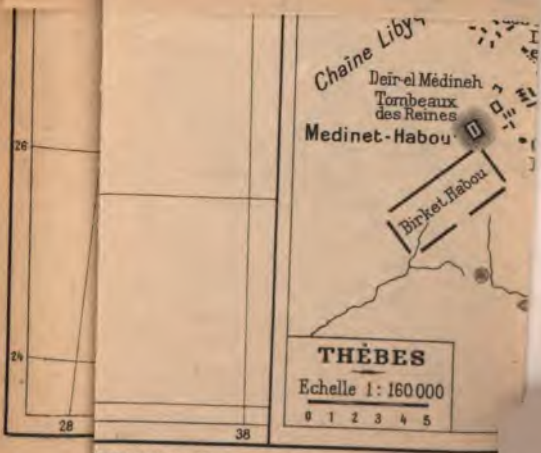 Chaîne Liby
Deir-el Médineh
Tombeaux
des Reines
Medinet-Habou
Birket Habou
26
24
28
38
THÈBES
Echelle 1: 160 000
0 1 2 3 4 5